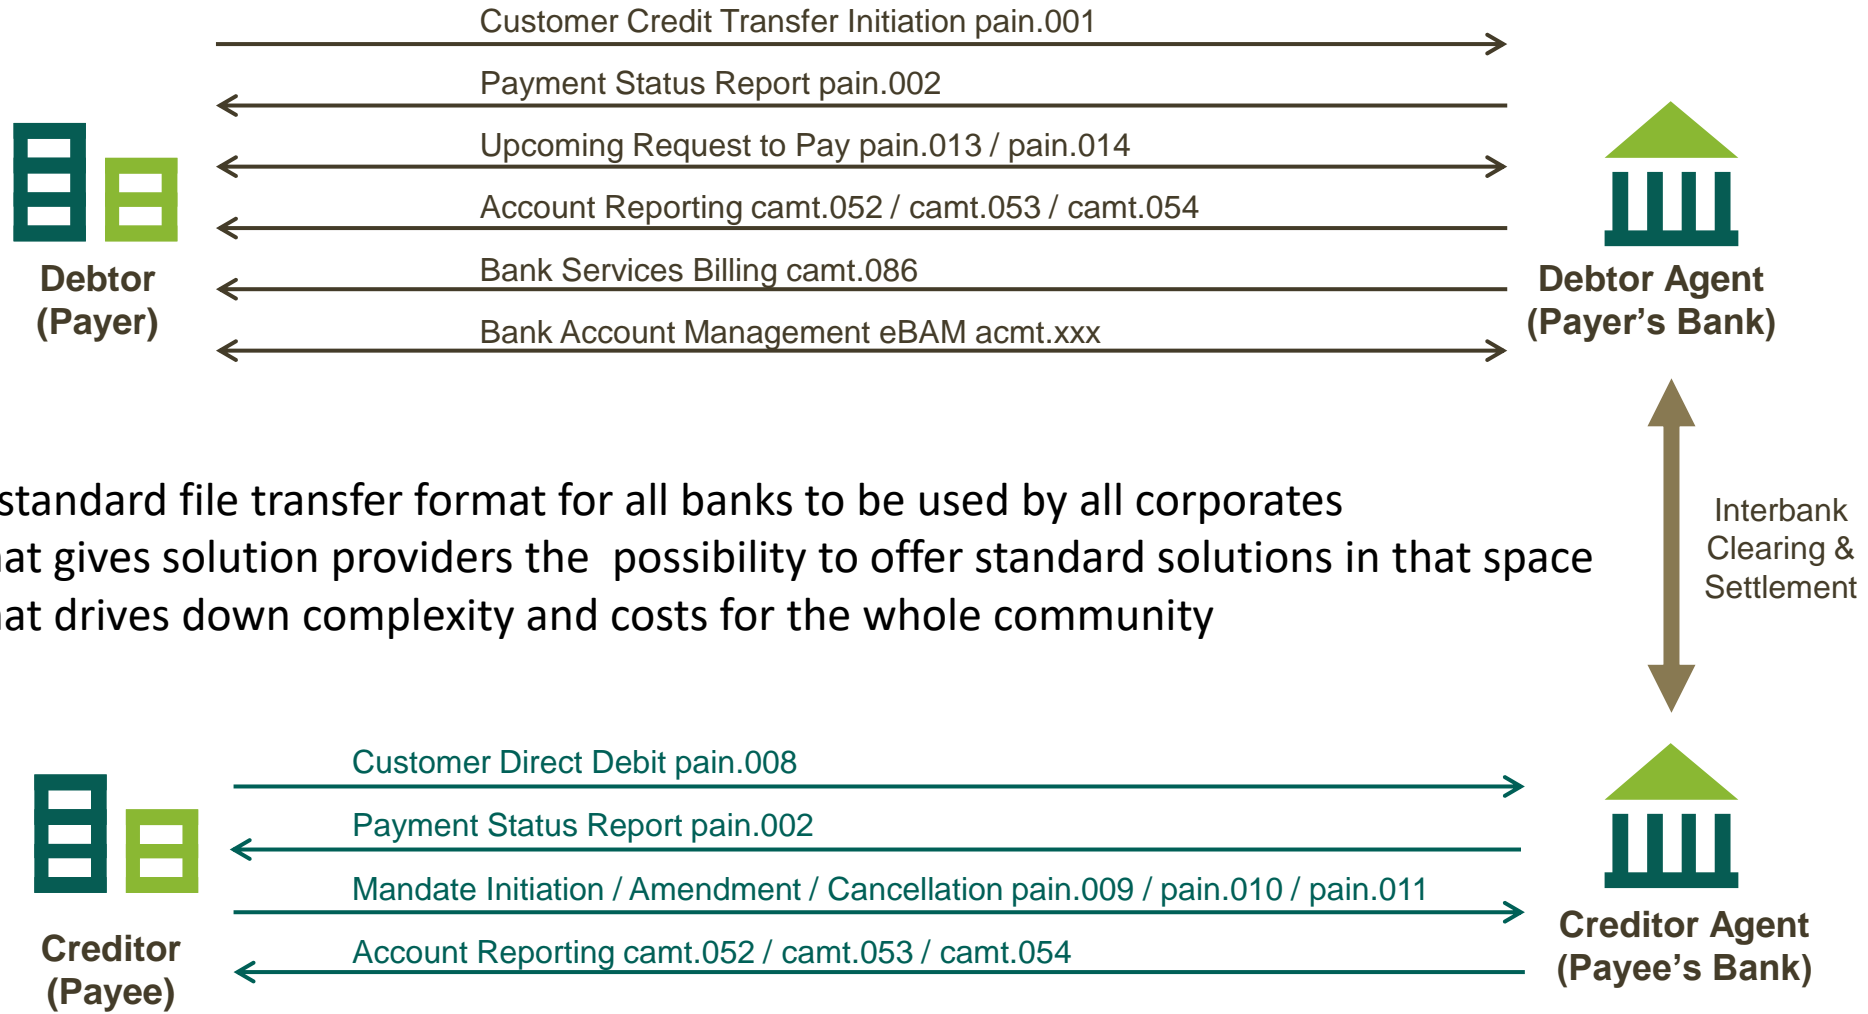 Customer Credit Transfer Initiation pain.001
Payment Status Report pain.002
Upcoming Request to Pay pain.013 / pain.014
Account Reporting camt.052 / camt.053 / camt.054
Bank Services Billing camt.086
Bank Account Management eBAM acmt.xxx
Debtor
(Payer)
Debtor Agent
(Payer’s Bank)
standard file transfer format for all banks to be used by all corporates
gives solution providers the possibility to offer standard solutions in that space
drives down complexity and costs for the whole community
Interbank
Clearing &
Settlement
Customer Direct Debit pain.008
Payment Status Report pain.002
Mandate Initiation / Amendment / Cancellation pain.009 / pain.010 / pain.011
Account Reporting camt.052 / camt.053 / camt.054
Creditor
(Payee)
Creditor Agent
(Payee’s Bank)